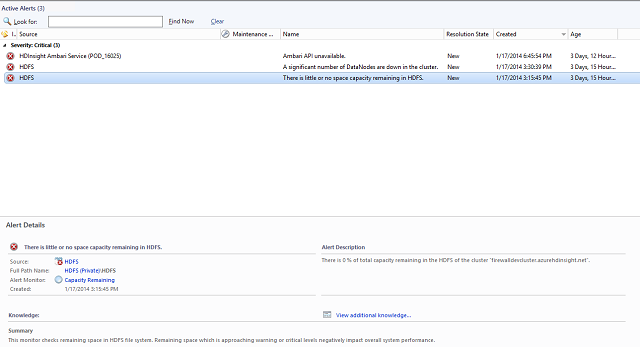 Active Alerts (3)
Look for: Find Now Clear
I... Source Maintenance ... Name Resolution State Created Age
Severity: Critical (3)
HDInsight Ambari Service (POD_16025) Ambari API unavailable. New 1/17/2014 6:45:54 PM 3 Days, 12 Hour...
HDFS A significant number of DataNodes are down in the cluster. New 1/17/2014 3:30:39 PM 3 Days, 15 Hour...
HDFS There is little or no space capacity remaining in HDFS. New 1/17/2014 3:15:45 PM 3 Days, 15 Hour...
Alert Details
There is little or no space capacity remaining in HDFS. Alert Description
Source: HDFS There is 0 % of total capacity remaining in the HDFS of the cluster 'firewalldevcluster.azurehdinsight.net'.
Full Path Name: HDFS (Private)\HDFS
Alert Monitor: Capacity Remaining
Created: 1/17/2014 3:15:45 PM
Knowledge: View additional knowledge...
Summary
This monitor checks remaining space in HDFS file system. Remaining space which is approaching warning or critical levels negatively impact overall system performance.